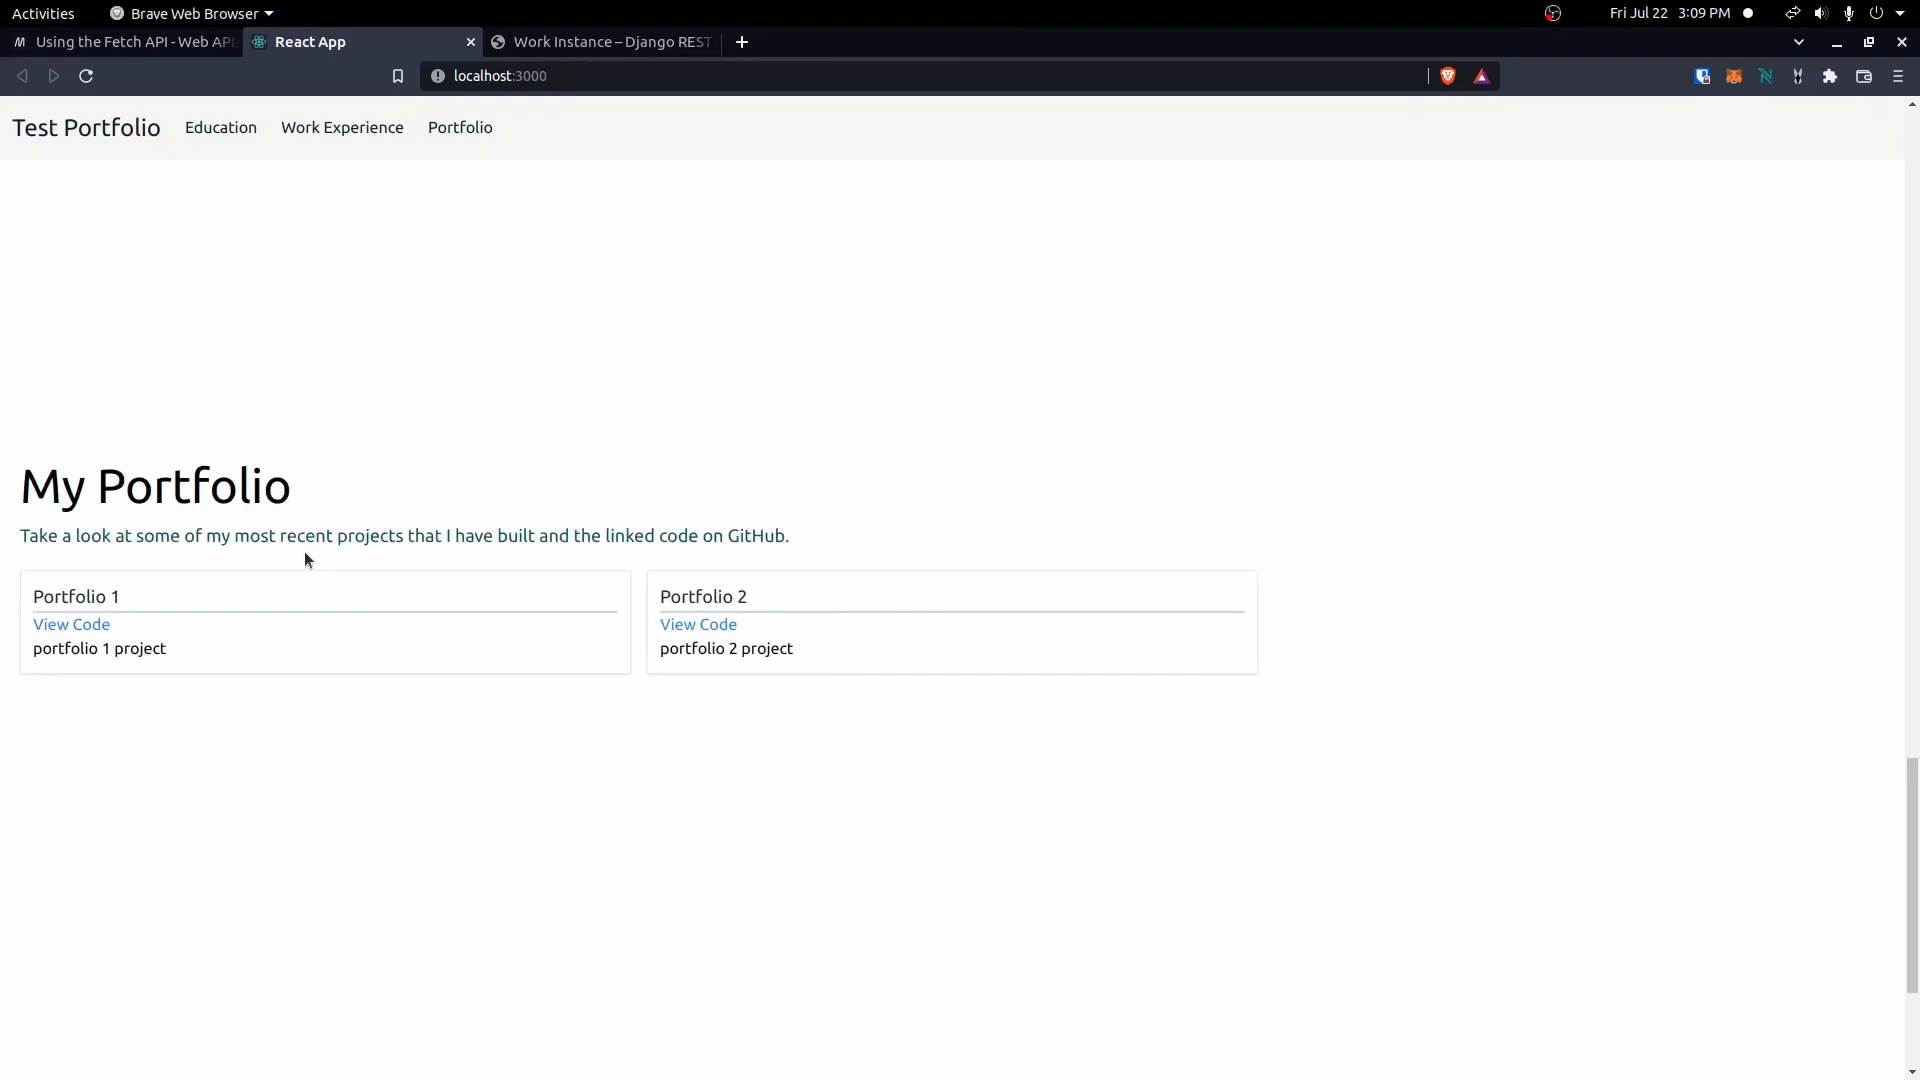 Activities Brave Web Browser Fri Jul 22 3:09 PM
Using the Fetch API - Web API React App Work Instance – Django REST
localhost:3000
Test Portfolio Education Work Experience Portfolio
My Portfolio
Take a look at some of my most recent projects that I have built and the linked code on GitHub.
Portfolio 1
View Code
portfolio 1 project
Portfolio 2
View Code
portfolio 2 project